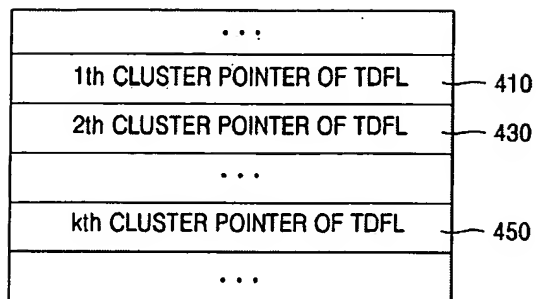 ...
1th CLUSTER POINTER OF TDFL 410
2th CLUSTER POINTER OF TDFL 430
...
kth CLUSTER POINTER OF TDFL 450
...